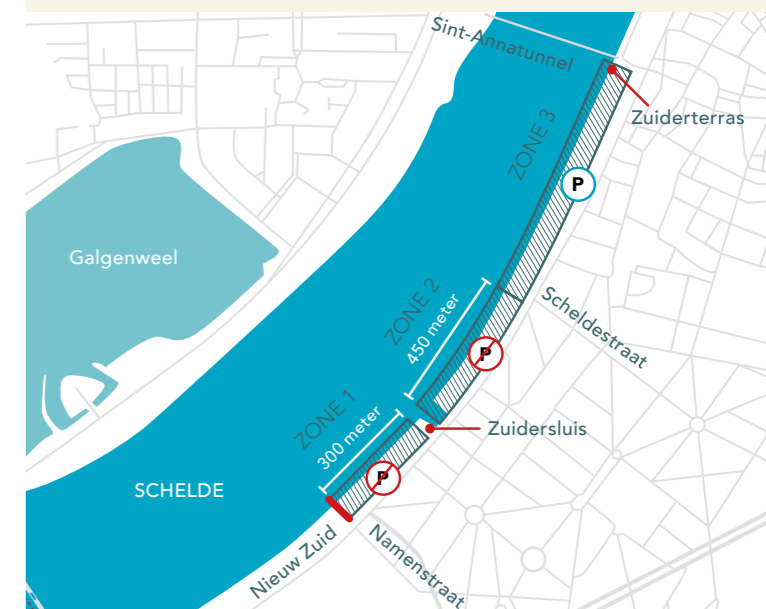 Sint-Annatunnel
Zuiderterras
ZONE 3
P
Galgenweel
ZONE 2
450 meter
Scheldestraat
P
ZONE 1
300 meter
Zuidersluis
P
SCHELDE
Nieuw Zuid
Namenstraat